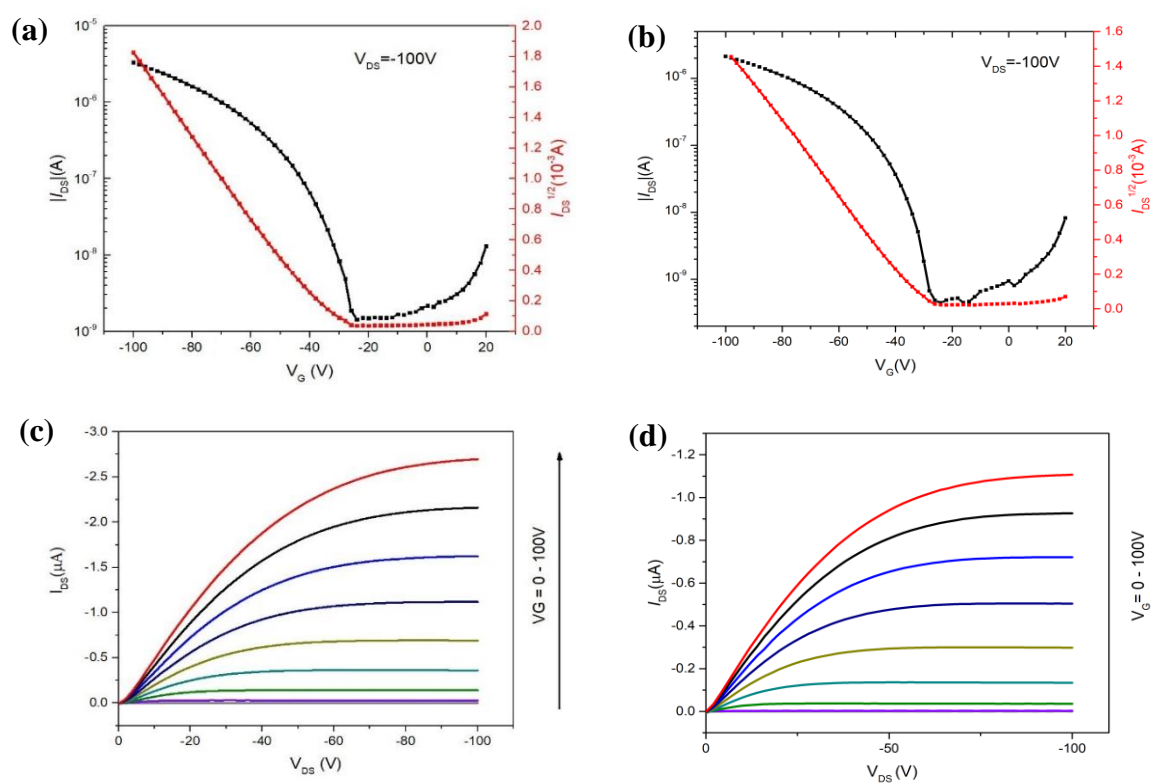 (a)
V_DS=-100V
|I_DS|(A)
10^-5
10^-6
10^-7
10^-8
10^-9
-100 -80 -60 -40 -20 0 20
V_G (V)
2.0
1.8
1.6
1.4
1.2
1.0
0.8
0.6
0.4
0.2
0.0
I_DS^1/2(10^-3A)
(b)
V_DS=-100V
|I_DS|(A)
10^-6
10^-7
10^-8
10^-9
-100 -80 -60 -40 -20 0 20
V_G(V)
1.6
1.4
1.2
1.0
0.8
0.6
0.4
0.2
0.0
I_DS^1/2(10^-3A)
(c)
I_DS(μA)
-3.0
-2.5
-2.0
-1.5
-1.0
-0.5
0.0
0 -20 -40 -60 -80 -100
V_DS (V)
VG = 0 - 100V
(d)
I_DS(μA)
-1.2
-1.0
-0.8
-0.6
-0.4
-0.2
0.0
0 -50 -100
V_DS (V)
V_G = 0 - 100V